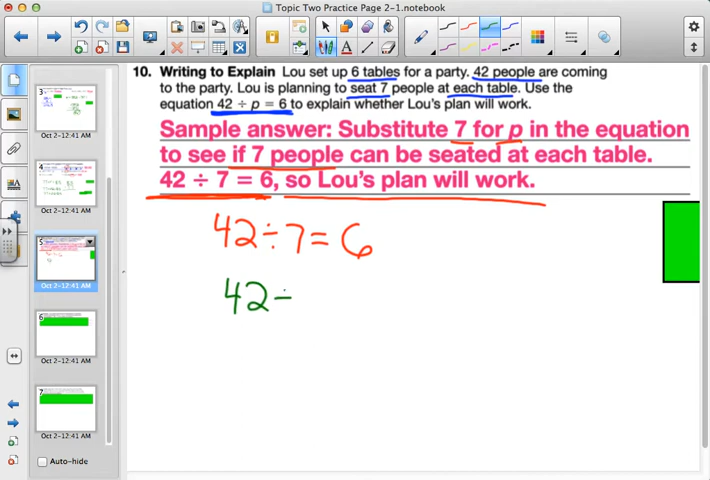 Topic Two Practice Page 2-1.notebook
10. Writing to Explain Lou set up 6 tables for a party. 42 people are coming
to the party. Lou is planning to seat 7 people at each table. Use the
equation 42 ÷ p = 6 to explain whether Lou's plan will work.
Sample answer: Substitute 7 for p in the equation
to see if 7 people can be seated at each table.
42 ÷ 7 = 6, so Lou's plan will work.
42 ÷ 7 = 6
42 ÷
3
Oct 2-12:41 AM
4
Oct 2-12:41 AM
5
Oct 2-12:41 AM
6
Oct 2-12:41 AM
7
Oct 2-12:41 AM
Auto-hide